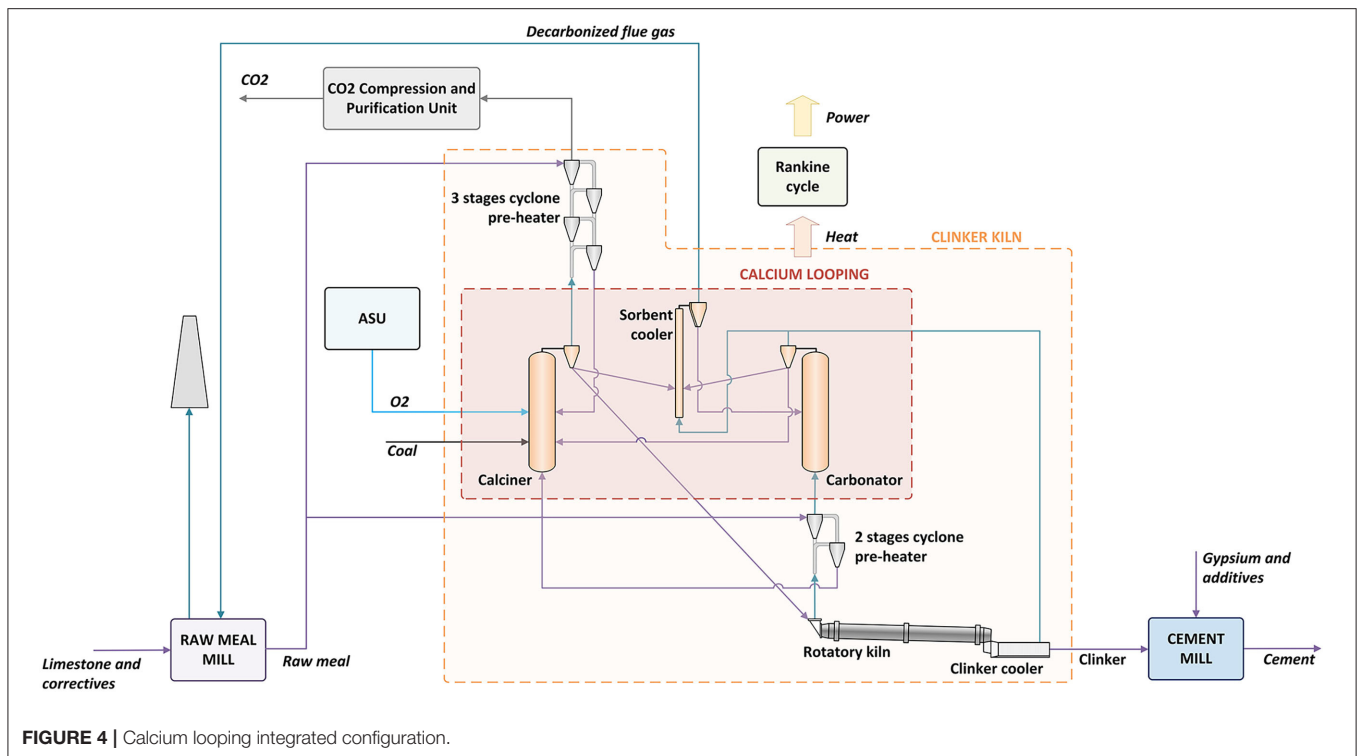 Decarbonized flue gas
CO2
CO2 Compression and
Purification Unit
Power
Rankine
cycle
3 stages cyclone
pre-heater
Heat
CLINKER KILN
CALCIUM LOOPING
ASU
Sorbent
cooler
O2
Coal
Calciner
Carbonator
2 stages cyclone
pre-heater
Gypsium and
additives
RAW MEAL
MILL
Limestone and
correctives
Raw meal
Rotatory kiln
Clinker cooler
Clinker
CEMENT
MILL
Cement
FIGURE 4 | Calcium looping integrated configuration.